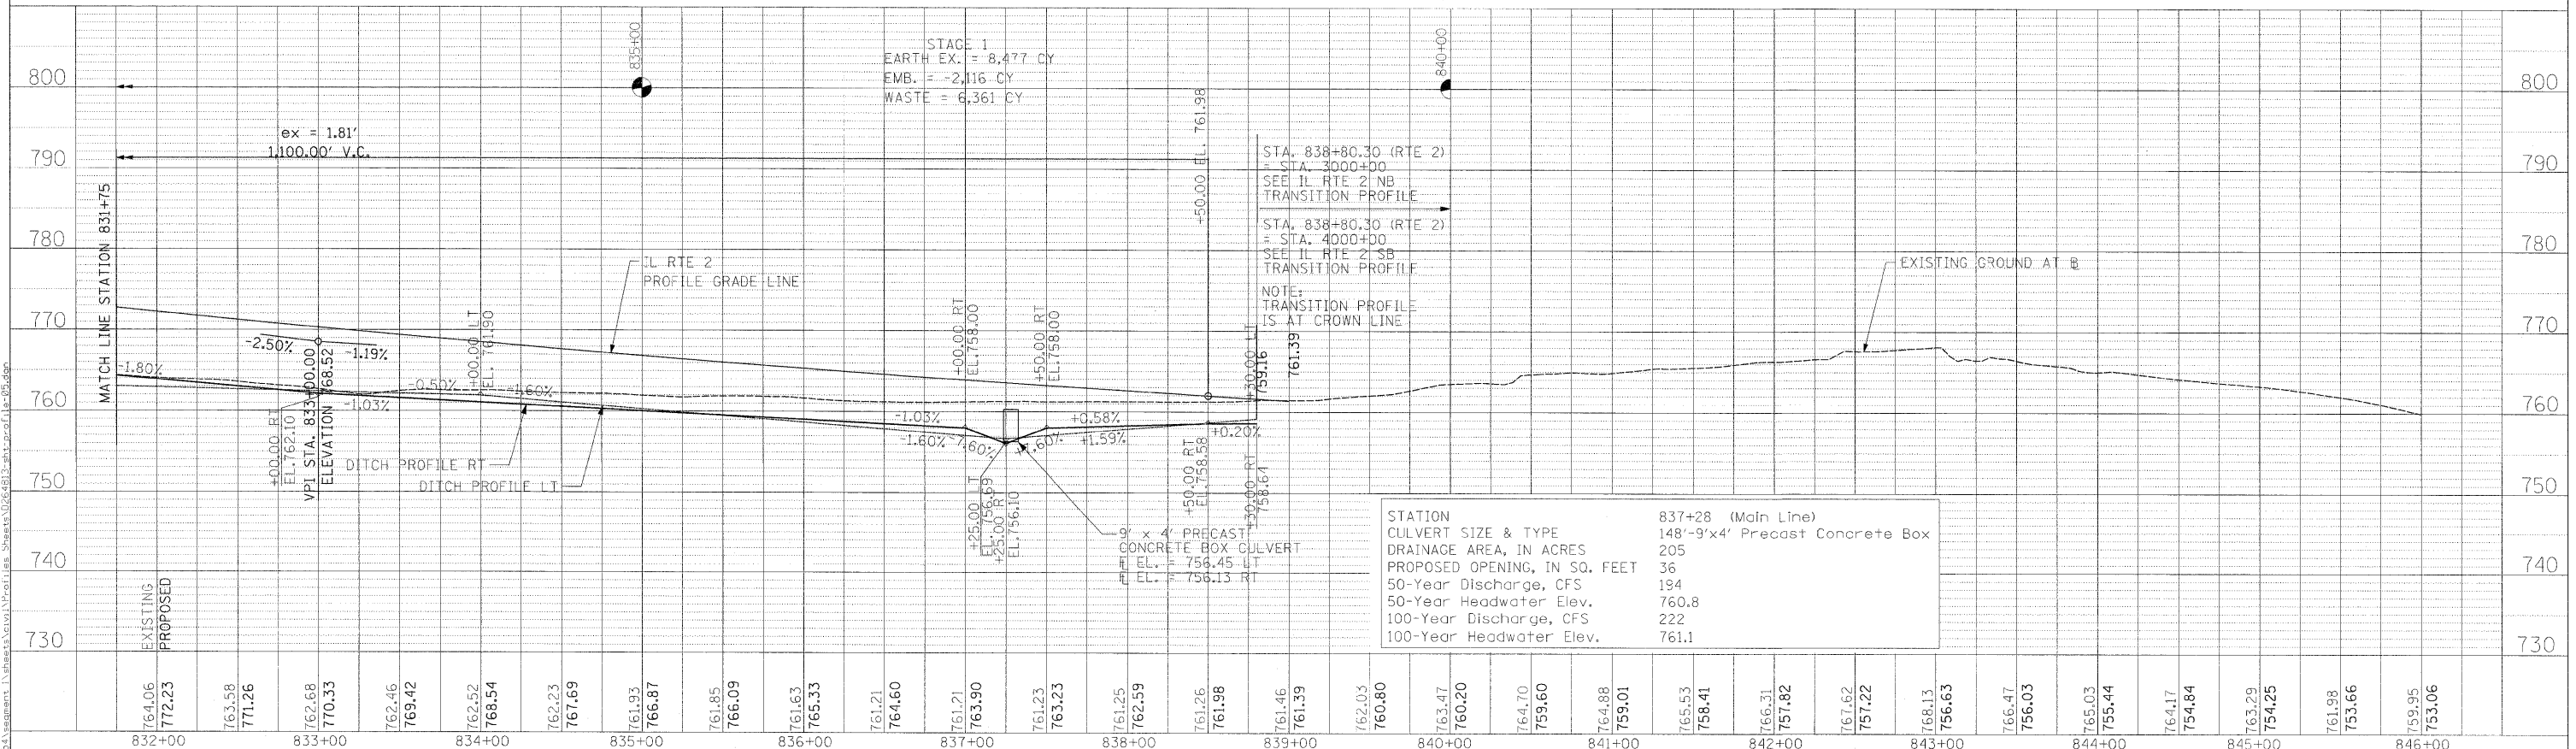 835+00
840+00
STAGE 1
EARTH EX. = 8,477 CY
EMB. = -2,116 CY
WASTE = 6,361 CY
800
800
ex = 1.81'
1,100.00' V.C.
790
790
+50.00 EL. 761.98
STA. 838+80.30 (RTE 2)
= STA. 3000+00
SEE IL RTE 2 NB
TRANSITION PROFILE
STA. 838+80.30 (RTE 2)
= STA. 4000+00
SEE IL RTE 2 SB
TRANSITION PROFILE
NOTE:
TRANSITION PROFILE
IS AT CROWN LINE
MATCH LINE STATION 831+75
780
780
IL RTE 2
PROFILE GRADE LINE
EXISTING GROUND AT ℄
770
770
-2.50%
-1.19%
+00.00 LT
EL. 761.90
+00.00 RT
EL.758.00
+50.00 RT
EL.758.00
+30.00 LT
759.16
761.39
-1.80%
-0.50%
-1.60%
760
760
-1.03%
-1.03%
+0.58%
-1.60%
-7.60%
+7.60%
+1.59%
+0.20%
+00.00 RT
EL.762.10
VPI STA. 833+00.00
ELEVATION 768.52
DITCH PROFILE RT
DITCH PROFILE LT
750
750
+25.00 LT
EL. 756.69
+25.00 RT
EL.756.10
+50.00 RT
EL.758.58
+30.00 RT
758.64
9' x 4' PRECAST
CONCRETE BOX CULVERT
EL. = 756.45 LT
EL. = 756.13 RT
740
740
STATION 837+28 (Main Line)
CULVERT SIZE & TYPE 148'-9'x4' Precast Concrete Box
DRAINAGE AREA, IN ACRES 205
PROPOSED OPENING, IN SQ. FEET 36
50-Year Discharge, CFS 194
50-Year Headwater Elev. 760.8
100-Year Discharge, CFS 222
100-Year Headwater Elev. 761.1
EXISTING
PROPOSED
730
730
764.06 772.23
763.58 771.26
762.68 770.33
762.46 769.42
762.52 768.54
762.23 767.69
761.93 766.87
761.85 766.09
761.63 765.33
761.21 764.60
761.21 763.90
761.23 763.23
761.25 762.59
761.26 761.98
761.46 761.39
762.03 760.80
763.47 760.20
764.70 759.60
764.88 759.01
765.53 758.41
766.31 757.82
767.62 757.22
768.13 756.63
766.47 756.03
765.03 755.44
764.17 754.84
763.29 754.25
761.98 753.66
759.95 753.06
832+00 833+00 834+00 835+00 836+00 837+00 838+00 839+00 840+00 841+00 842+00 843+00 844+00 845+00 846+00